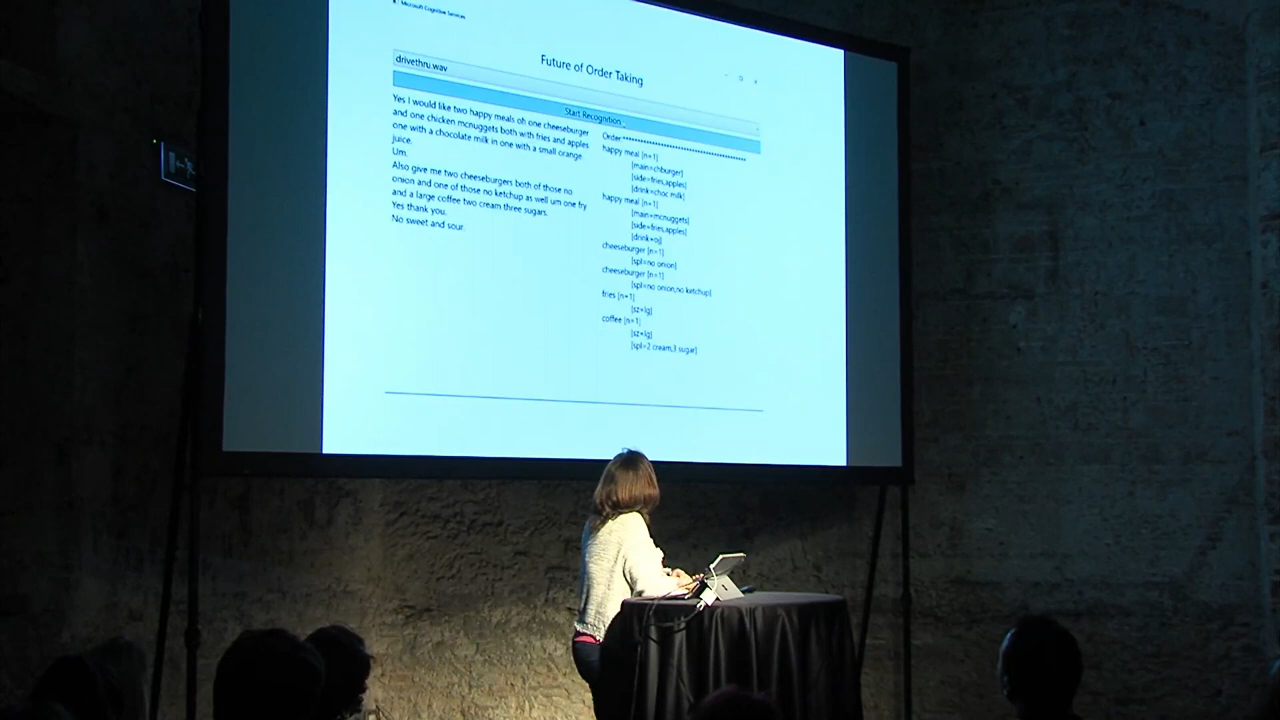 Microsoft Cognitive Services
Future of Order Taking
drivethru.wav
Start Recognition
Yes I would like two happy meals oh one cheeseburger
and one chicken mcnuggets both with fries and apples
one with a chocolate milk in one with a small orange
juice.
Um.
Also give me two cheeseburgers both of those no
onion and one of those no ketchup as well um one fry
and a large coffee two cream three sugars.
Yes thank you.
No sweet and sour.
Order
happy meal [n=1]
[main=chburger]
[side=fries,apples]
[drink=choc milk]
happy meal [n=1]
[main=mcnuggets]
[side=fries,apples]
[drink=oj]
cheeseburger [n=1]
[spl=no onion]
cheeseburger [n=1]
[spl=no onion,no ketchup]
fries [n=1]
[sz=lg]
coffee [n=1]
[sz=lg]
[spl=2 cream,3 sugar]